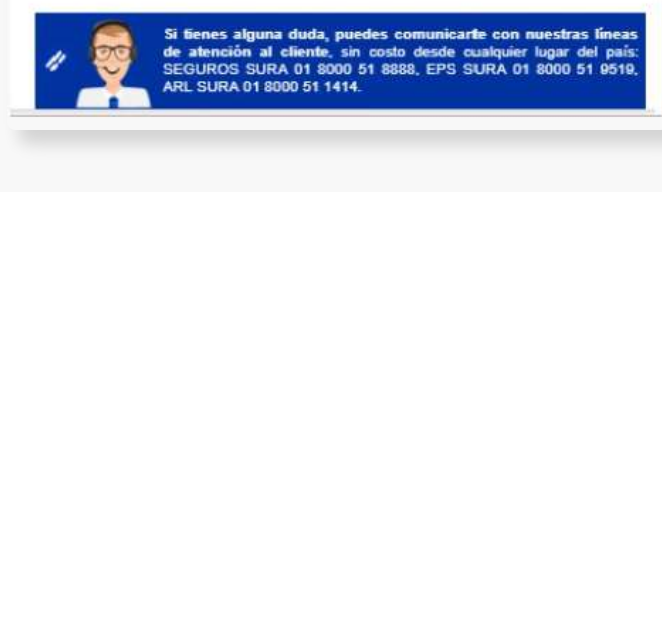 Si tienes alguna duda, puedes comunicarte con nuestras líneas
de atención al cliente, sin costo desde cualquier lugar del país:
SEGUROS SURA 01 8000 51 8888, EPS SURA 01 8000 51 9519,
ARL SURA 01 8000 51 1414.